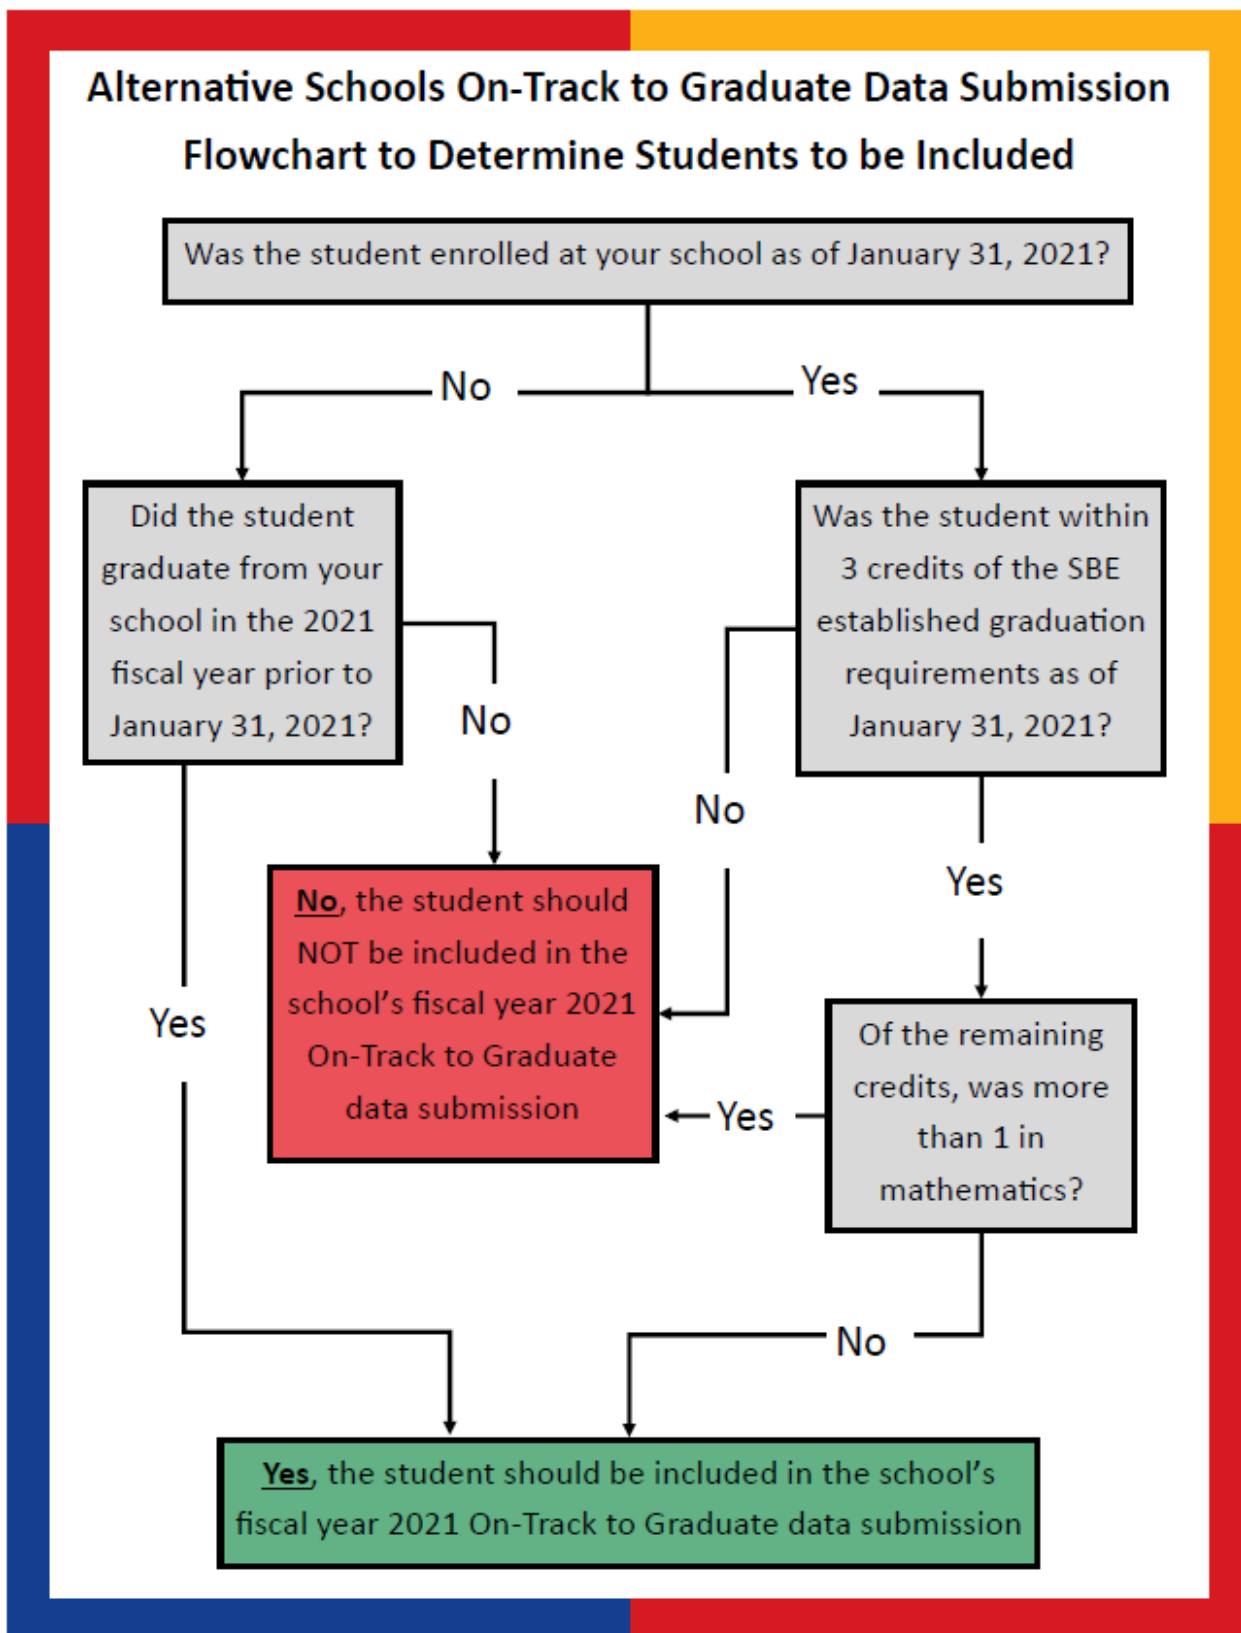 Alternative Schools On-Track to Graduate Data Submission
Flowchart to Determine Students to be Included
Was the student enrolled at your school as of January 31, 2021?
No
Yes
Did the student
graduate from your
school in the 2021
fiscal year prior to
January 31, 2021?
Was the student within
3 credits of the SBE
established graduation
requirements as of
January 31, 2021?
No
No
Yes
No, the student should
NOT be included in the
school's fiscal year 2021
On-Track to Graduate
data submission
Yes
Of the remaining
credits, was more
than 1 in
mathematics?
Yes
No
Yes, the student should be included in the school's
fiscal year 2021 On-Track to Graduate data submission